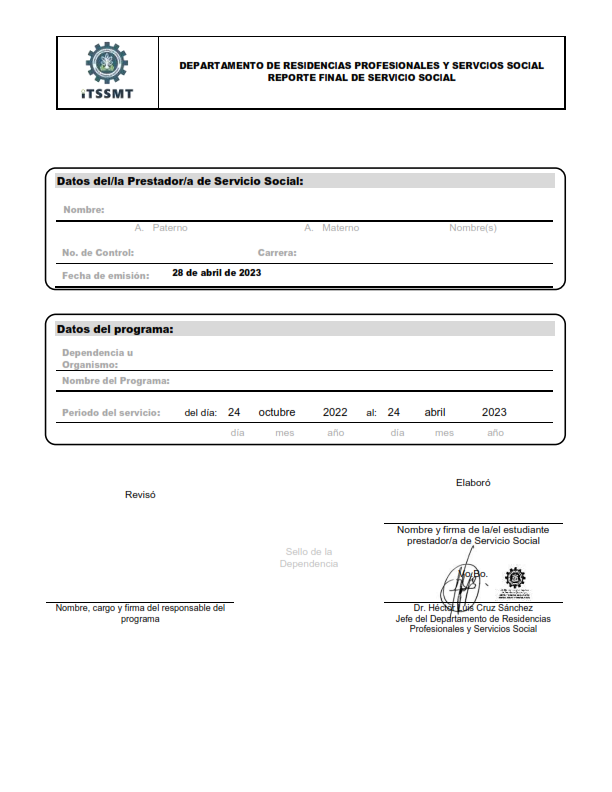 iTSSMT
DEPARTAMENTO DE RESIDENCIAS PROFESIONALES Y SERVCIOS SOCIAL
REPORTE FINAL DE SERVICIO SOCIAL
Datos del/la Prestador/a de Servicio Social:
Nombre:
A. Paterno A. Materno Nombre(s)
No. de Control: Carrera:
Fecha de emisión: 28 de abril de 2023
Datos del programa:
Dependencia u
Organismo:
Nombre del Programa:
Periodo del servicio: del día: 24 octubre 2022 al: 24 abril 2023
día mes año día mes año
Elaboró
Revisó
Nombre y firma de la/el estudiante
prestador/a de Servicio Social
Sello de la
Dependencia
Vo.Bo.
Nombre, cargo y firma del responsable del
programa
Dr. Héctor Luis Cruz Sánchez
Jefe del Departamento de Residencias
Profesionales y Servicios Social